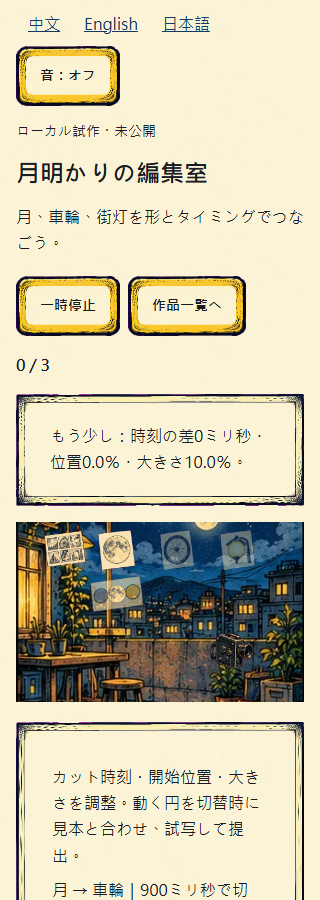 中文 English 日本語
音：オフ
ローカル試作・未公開
月明かりの編集室
月、車輪、街灯を形とタイミングでつな
ごう。
一時停止 作品一覧へ
0 / 3
もう少し：時刻の差0ミリ秒・
位置0.0%・大きさ10.0%。
カット時刻・開始位置・大き
さを調整。動く円を切替時に
見本と合わせ、試写して提
出。
月 → 車輪 | 900ミリ秒で切